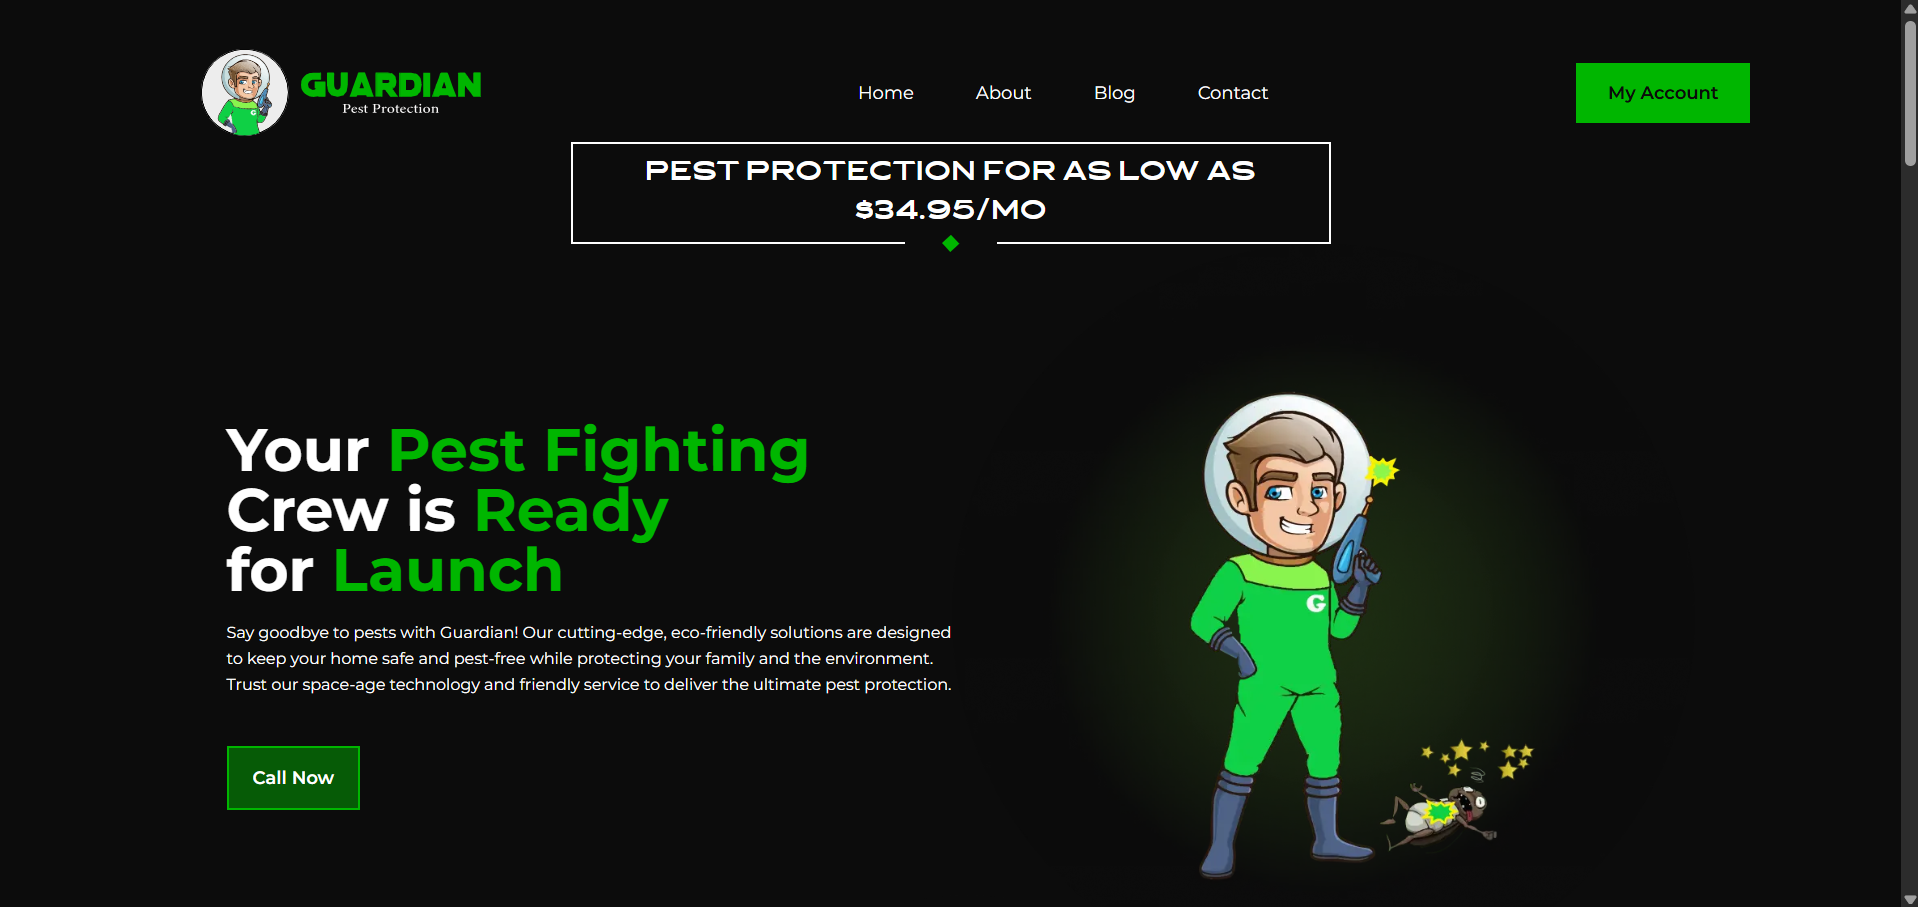 GUARDIAN
Pest Protection
Home About Blog Contact
My Account
PEST PROTECTION FOR AS LOW AS
$34.95/MO
Your Pest Fighting
Crew is Ready
for Launch
Say goodbye to pests with Guardian! Our cutting-edge, eco-friendly solutions are designed
to keep your home safe and pest-free while protecting your family and the environment.
Trust our space-age technology and friendly service to deliver the ultimate pest protection.
Call Now
G